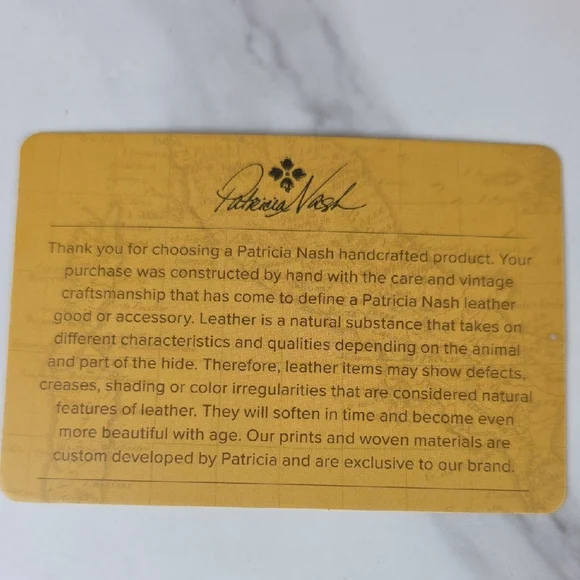 Patricia Nash
Thank you for choosing a Patricia Nash handcrafted product. Your
purchase was constructed by hand with the care and vintage
craftsmanship that has come to define a Patricia Nash leather
good or accessory. Leather is a natural substance that takes on
different characteristics and qualities depending on the animal
and part of the hide. Therefore, leather items may show defects,
creases, shading or color irregularities that are considered natural
features of leather. They will soften in time and become even
more beautiful with age. Our prints and woven materials are
custom developed by Patricia and are exclusive to our brand.